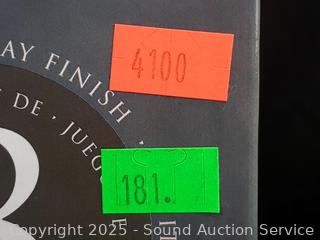 4100
AY FINISH
DE · JUEG
181.
Copyright 2025 - Sound Auction Service